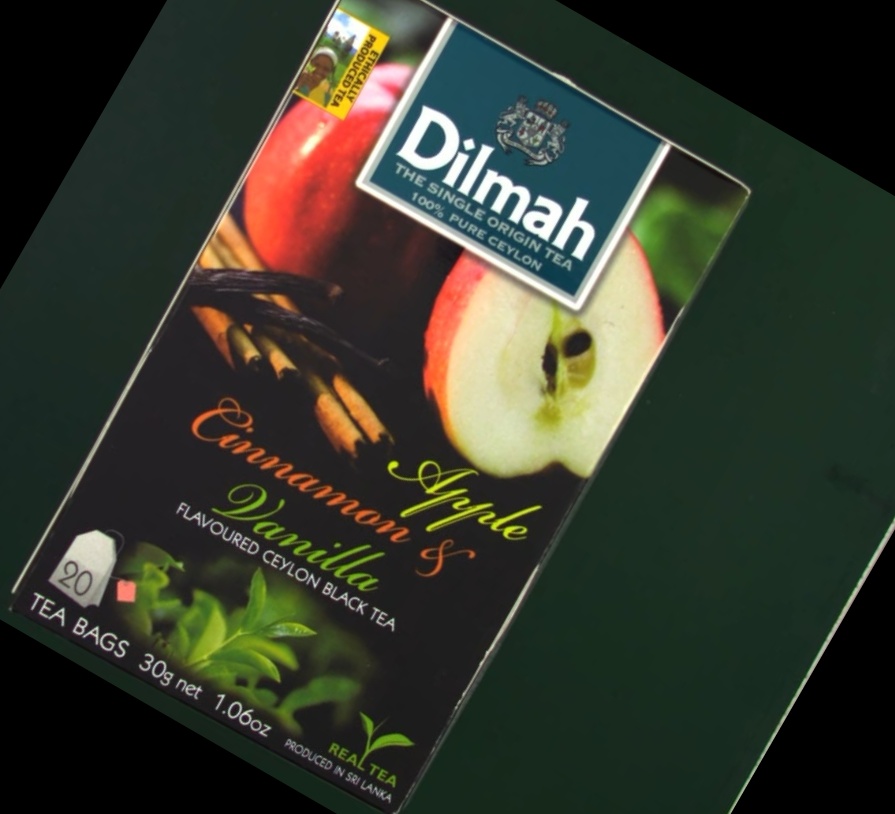 ETHICALLY
PRODUCED TEA
Dilmah
THE SINGLE ORIGIN TEA
100% PURE CEYLON
Apple
Cinnamon &
Vanilla
FLAVOURED CEYLON BLACK TEA
20
TEA BAGS 30g net 1.06oz
REAL TEA
PRODUCED IN SRI LANKA